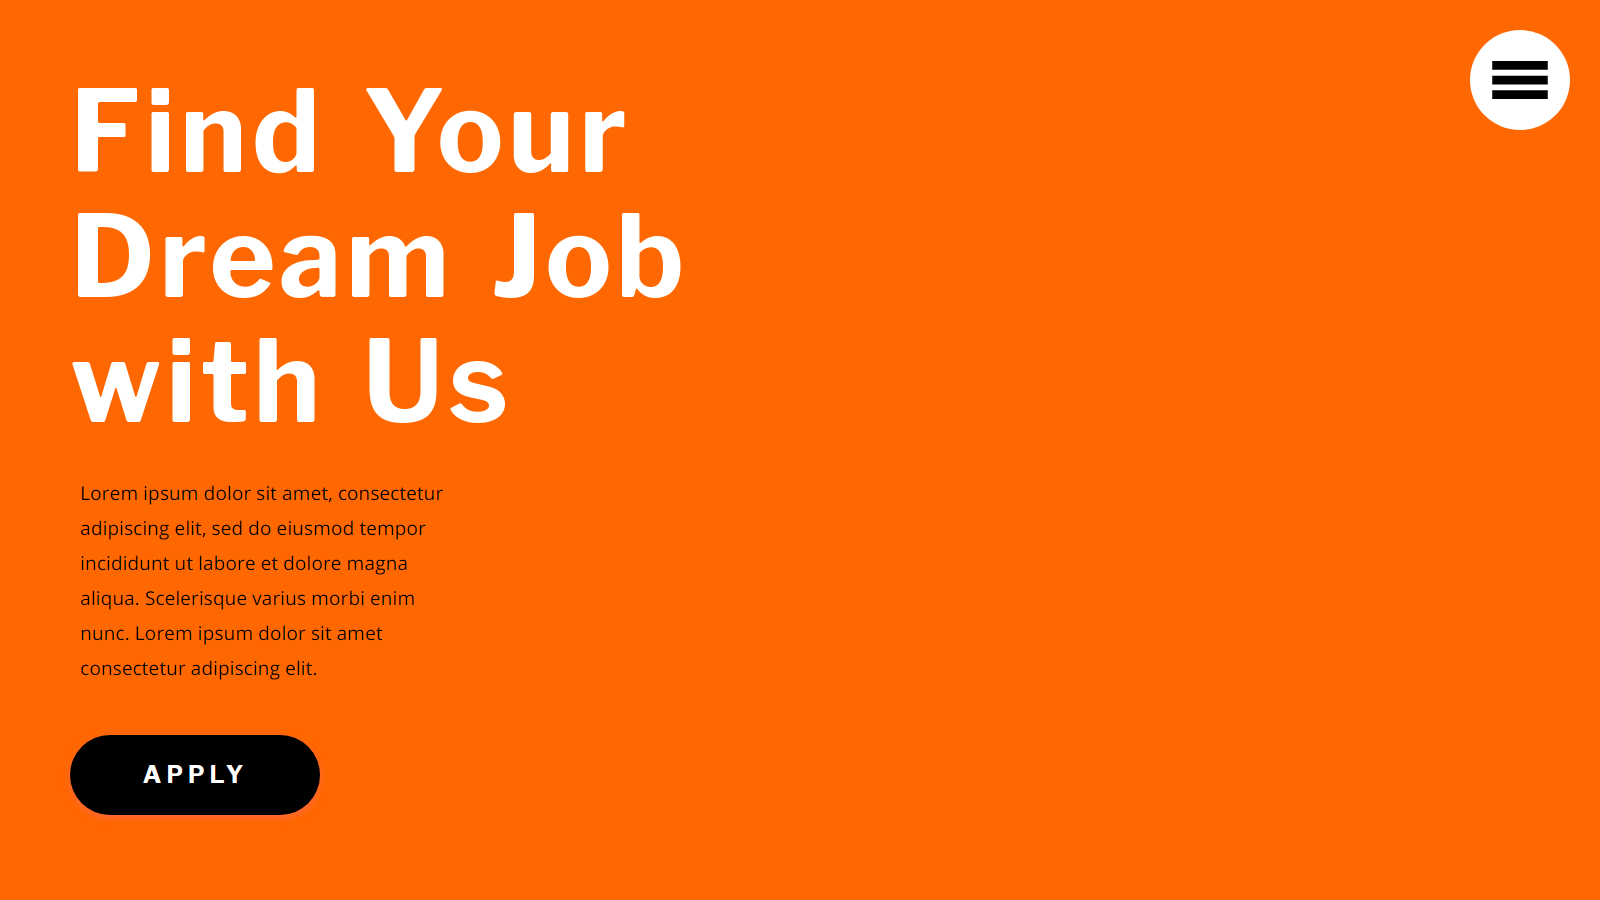 Find Your
Dream Job
with Us
Lorem ipsum dolor sit amet, consectetur
adipiscing elit, sed do eiusmod tempor
incididunt ut labore et dolore magna
aliqua. Scelerisque varius morbi enim
nunc. Lorem ipsum dolor sit amet
consectetur adipiscing elit.
APPLY